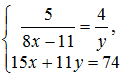 { 5/(8x − 11) = 4/y,
15x + 11y = 74